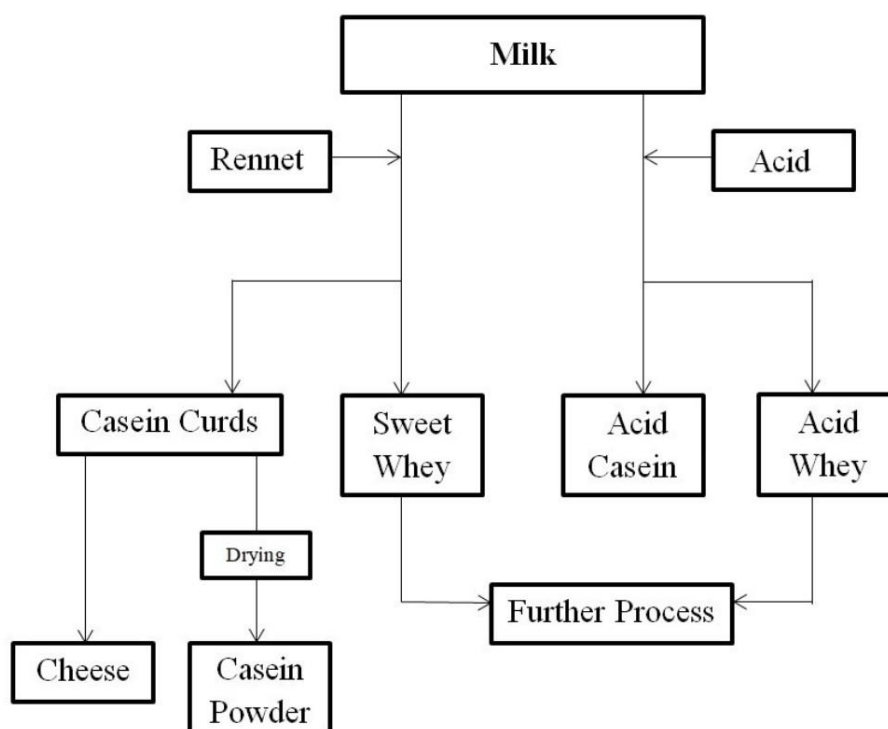 Milk
Rennet
Acid
Casein Curds
Sweet
Whey
Acid
Casein
Acid
Whey
Drying
Further Process
Cheese
Casein
Powder